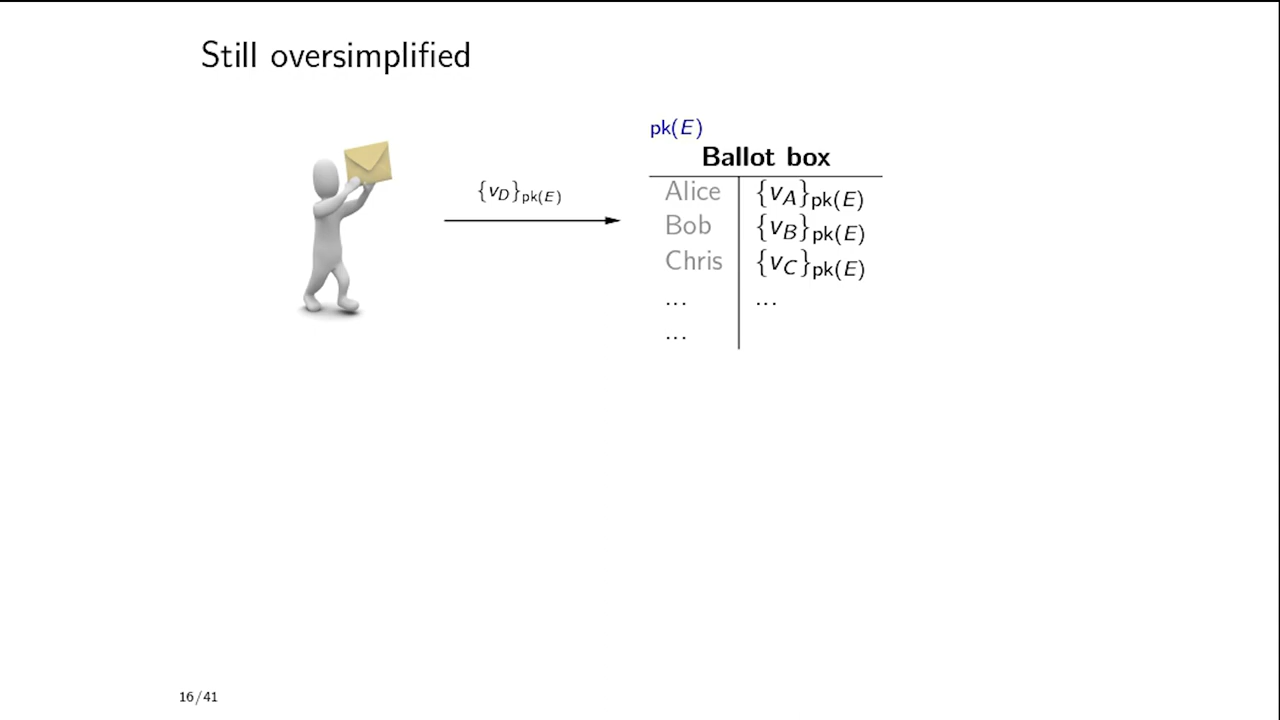 Still oversimplified
pk(E)
Ballot box
{v_D}_pk(E)
Alice {v_A}_pk(E)
Bob {v_B}_pk(E)
Chris {v_C}_pk(E)
... ...
...
16/41